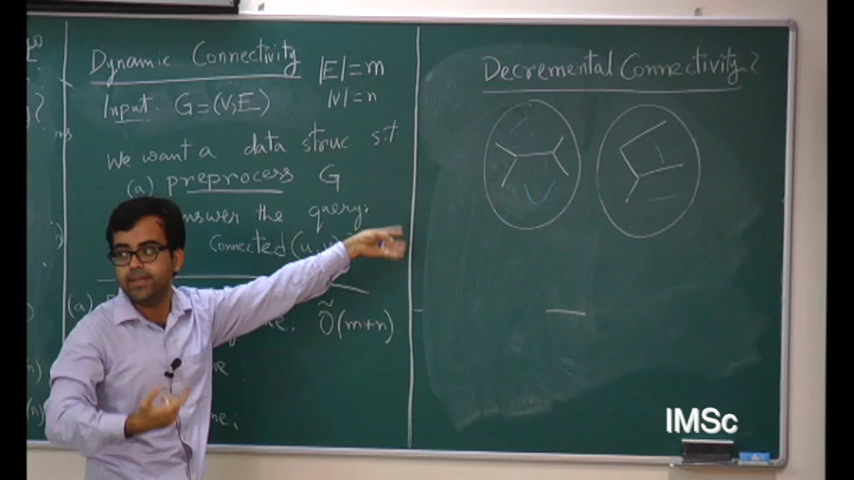 Dynamic Connectivity
|E|=m
Input: G=(V,E)
|V|=n
We want a data struc s.t
(a) preprocess G
answer the query:
Connected(u,
(a)
Õ(m+n)
Decremental Connectivity?
IMSc